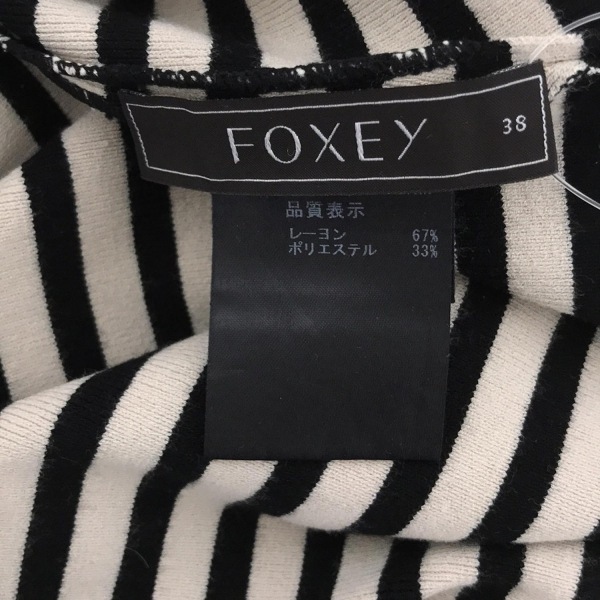 FOXEY 38
品質表示
レーヨン 67%
ポリエステル 33%